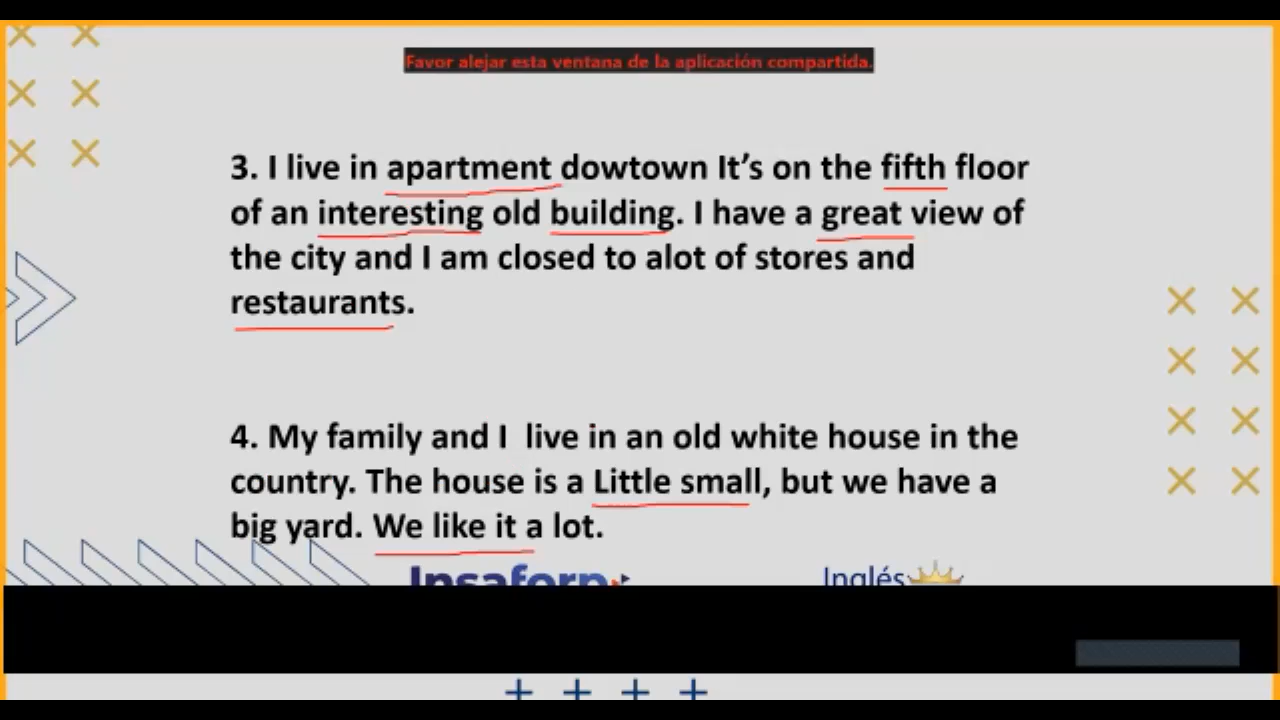 Favor alejar esta ventana de la aplicación compartida.
3. I live in apartment dowtown It's on the fifth floor
of an interesting old building. I have a great view of
the city and I am closed to alot of stores and
restaurants.
4. My family and I  live in an old white house in the
country. The house is a Little small, but we have a
big yard. We like it a lot.
Insaforp
Inglés